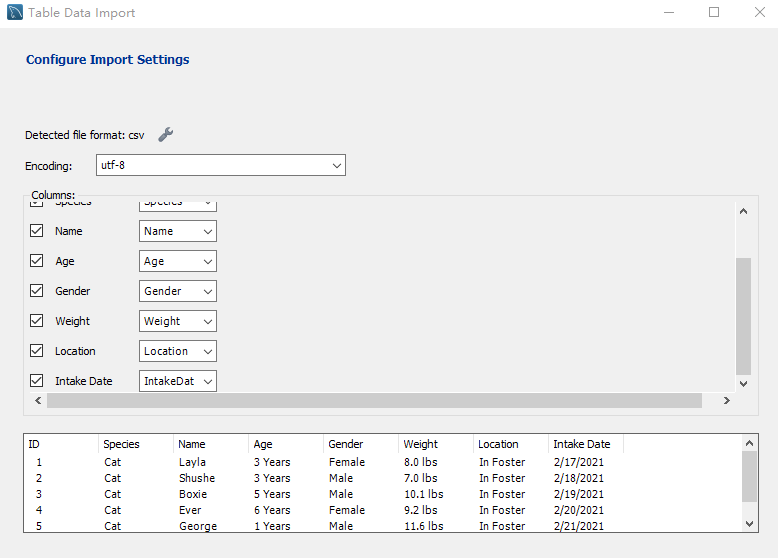 Table Data Import
Configure Import Settings
Detected file format: csv
Encoding: utf-8
Columns:
Species Species
Name Name
Age Age
Gender Gender
Weight Weight
Location Location
Intake Date IntakeDat
ID Species Name Age Gender Weight Location Intake Date
1 Cat Layla 3 Years Female 8.0 lbs In Foster 2/17/2021
2 Cat Shushe 3 Years Male 7.0 lbs In Foster 2/18/2021
3 Cat Boxie 5 Years Male 10.1 lbs In Foster 2/19/2021
4 Cat Ever 6 Years Female 9.2 lbs In Foster 2/20/2021
5 Cat George 1 Years Male 11.6 lbs In Foster 2/21/2021